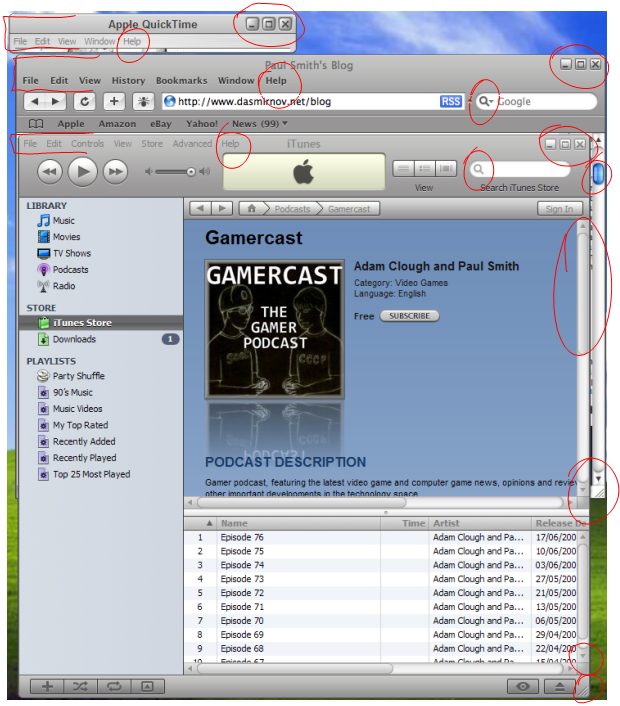 Apple QuickTime
File Edit View Window Help
Paul Smith's Blog
File Edit View History Bookmarks Window Help
http://www.dasmirnov.net/blog RSS Google
Apple Amazon eBay Yahoo! News (99)
File Edit Controls View Store Advanced Help iTunes
View Search iTunes Store
LIBRARY
Music
Movies
TV Shows
Podcasts
Radio
STORE
iTunes Store
Downloads 1
PLAYLISTS
Party Shuffle
90's Music
Music Videos
My Top Rated
Recently Added
Recently Played
Top 25 Most Played
Podcasts Gamercast Sign In
Gamercast
GAMERCAST
THE
GAMER
PODCAST
Adam Clough and Paul Smith
Category: Video Games
Language: English
Free SUBSCRIBE
PODCAST DESCRIPTION
Gamer podcast, featuring the latest video game and computer game news, opinions and revie
other important developments in the technology space
Name Time Artist Release Da
1 Episode 76 Adam Clough and Pa... 17/06/200
2 Episode 75 Adam Clough and Pa... 10/06/200
3 Episode 74 Adam Clough and Pa... 03/06/200
4 Episode 73 Adam Clough and Pa... 27/05/200
5 Episode 72 Adam Clough and Pa... 21/05/200
6 Episode 71 Adam Clough and Pa... 13/05/200
7 Episode 70 Adam Clough and Pa... 06/05/200
8 Episode 69 Adam Clough and Pa... 29/04/200
9 Episode 68 Adam Clough and Pa... 22/04/200
10 Episode 67 Adam Clough and Pa... 15/04/200